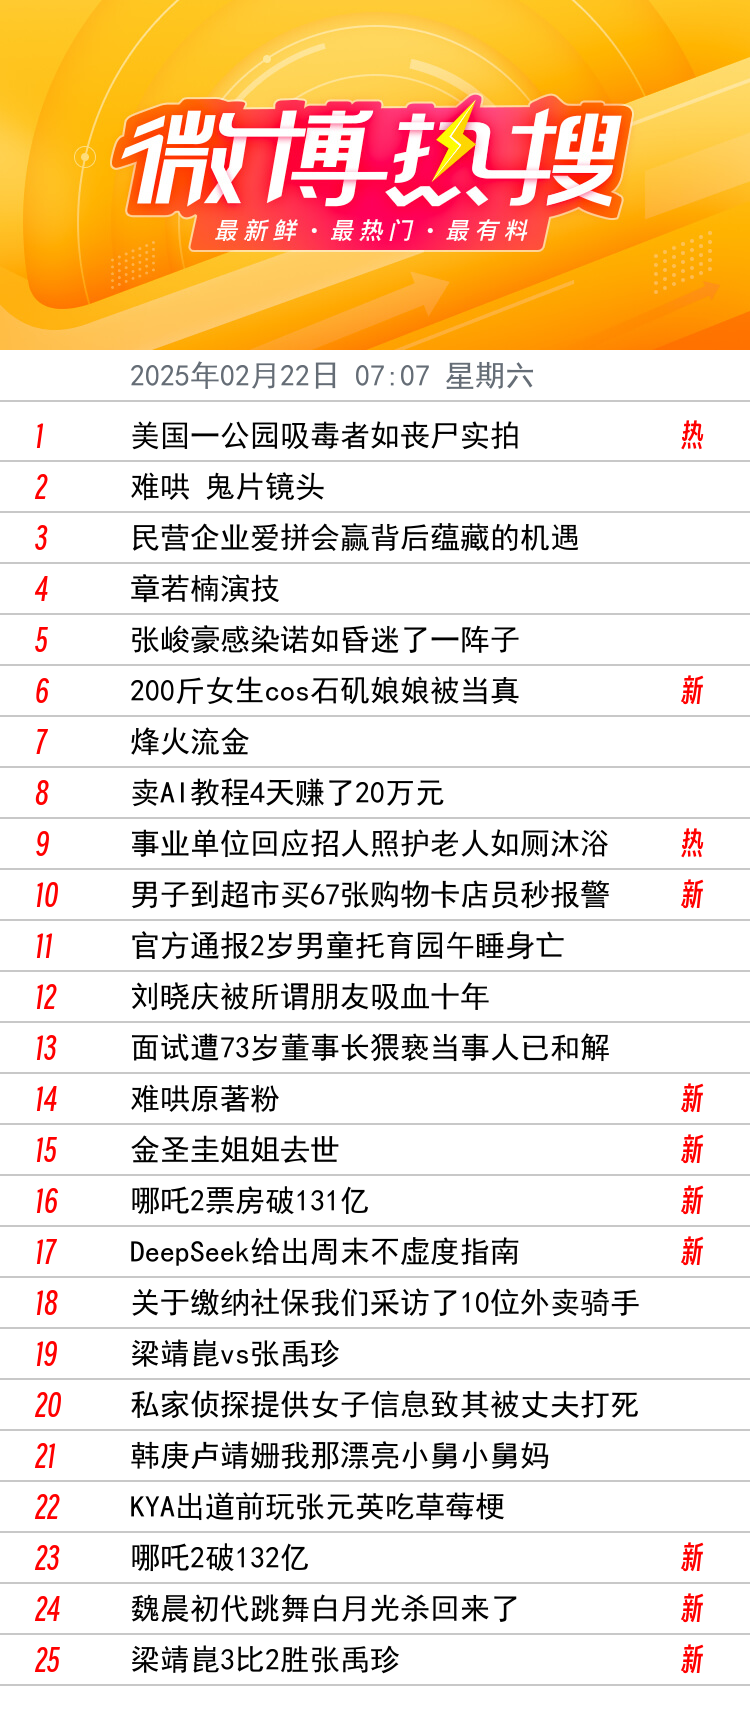 微博热搜
最新鲜·最热门·最有料
2025年02月22日 07:07 星期六
1 美国一公园吸毒者如丧尸实拍 热
2 难哄 鬼片镜头
3 民营企业爱拼会赢背后蕴藏的机遇
4 章若楠演技
5 张峻豪感染诺如昏迷了一阵子
6 200斤女生cos石矶娘娘被当真 新
7 烽火流金
8 卖AI教程4天赚了20万元
9 事业单位回应招人照护老人如厕沐浴 热
10 男子到超市买67张购物卡店员秒报警 新
11 官方通报2岁男童托育园午睡身亡
12 刘晓庆被所谓朋友吸血十年
13 面试遭73岁董事长猥亵当事人已和解
14 难哄原著粉 新
15 金圣圭姐姐去世 新
16 哪吒2票房破131亿 新
17 DeepSeek给出周末不虚度指南 新
18 关于缴纳社保我们采访了10位外卖骑手
19 梁靖崑vs张禹珍
20 私家侦探提供女子信息致其被丈夫打死
21 韩庚卢靖姗我那漂亮小舅小舅妈
22 KYA出道前玩张元英吃草莓梗
23 哪吒2破132亿 新
24 魏晨初代跳舞白月光杀回来了 新
25 梁靖崑3比2胜张禹珍 新